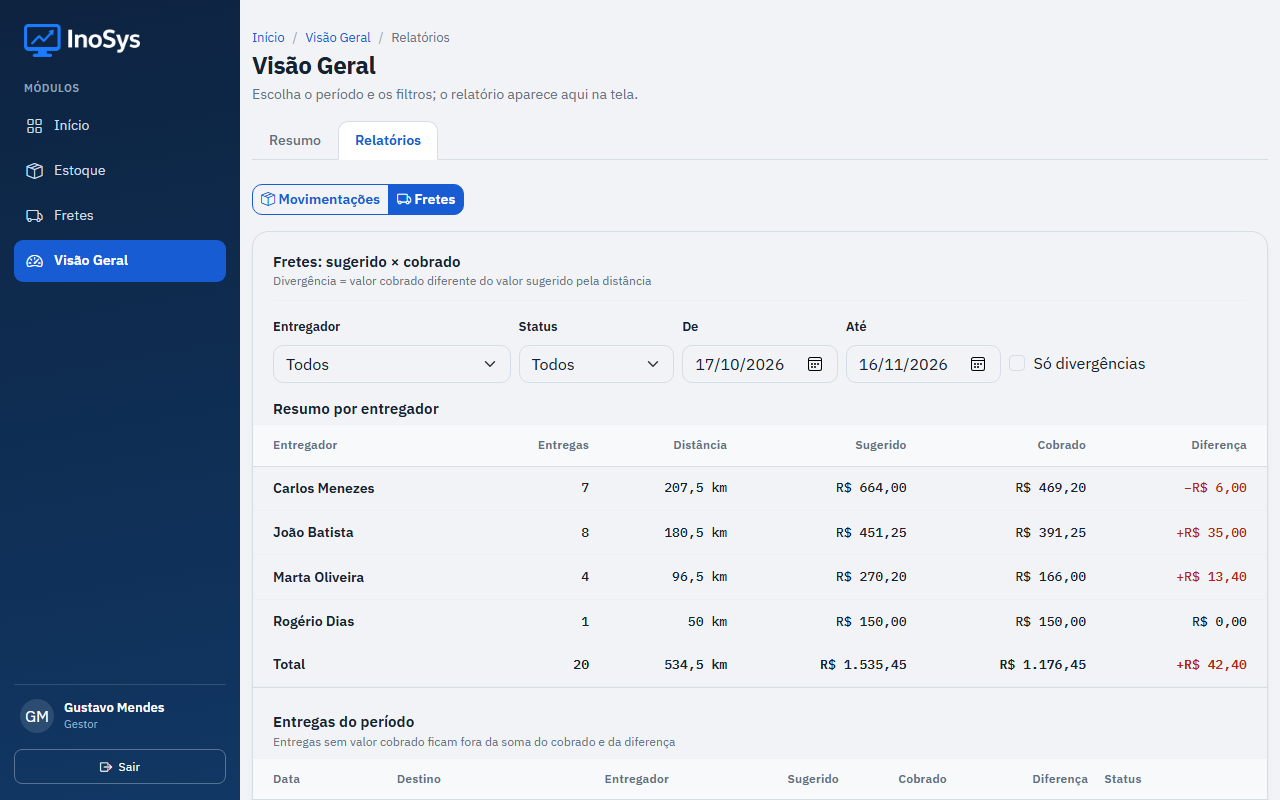 InoSys
MÓDULOS
Início
Estoque
Fretes
Visão Geral
GM
Gustavo Mendes
Gestor
Sair
Início / Visão Geral / Relatórios
Visão Geral
Escolha o período e os filtros; o relatório aparece aqui na tela.
Resumo Relatórios
Movimentações Fretes
Fretes: sugerido × cobrado
Divergência = valor cobrado diferente do valor sugerido pela distância
Entregador Status De Até
Todos Todos 17/10/2026 16/11/2026 Só divergências
Resumo por entregador
Entregador Entregas Distância Sugerido Cobrado Diferença
Carlos Menezes 7 207,5 km R$ 664,00 R$ 469,20 −R$ 6,00
João Batista 8 180,5 km R$ 451,25 R$ 391,25 +R$ 35,00
Marta Oliveira 4 96,5 km R$ 270,20 R$ 166,00 +R$ 13,40
Rogério Dias 1 50 km R$ 150,00 R$ 150,00 R$ 0,00
Total 20 534,5 km R$ 1.535,45 R$ 1.176,45 +R$ 42,40
Entregas do período
Entregas sem valor cobrado ficam fora da soma do cobrado e da diferença
Data Destino Entregador Sugerido Cobrado Diferença Status